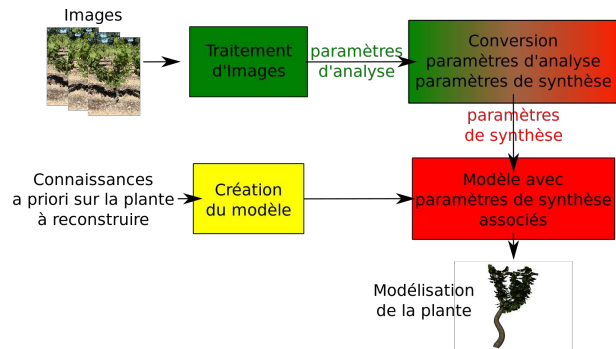 Images
Traitement
d'Images
paramètres
d'analyse
Conversion
paramètres d'analyse
paramètres de synthèse
paramètres
de synthèse
Connaissances
a priori sur la plante
à reconstruire
Création
du modèle
Modèle avec
paramètres de synthèse
associés
Modélisation
de la plante